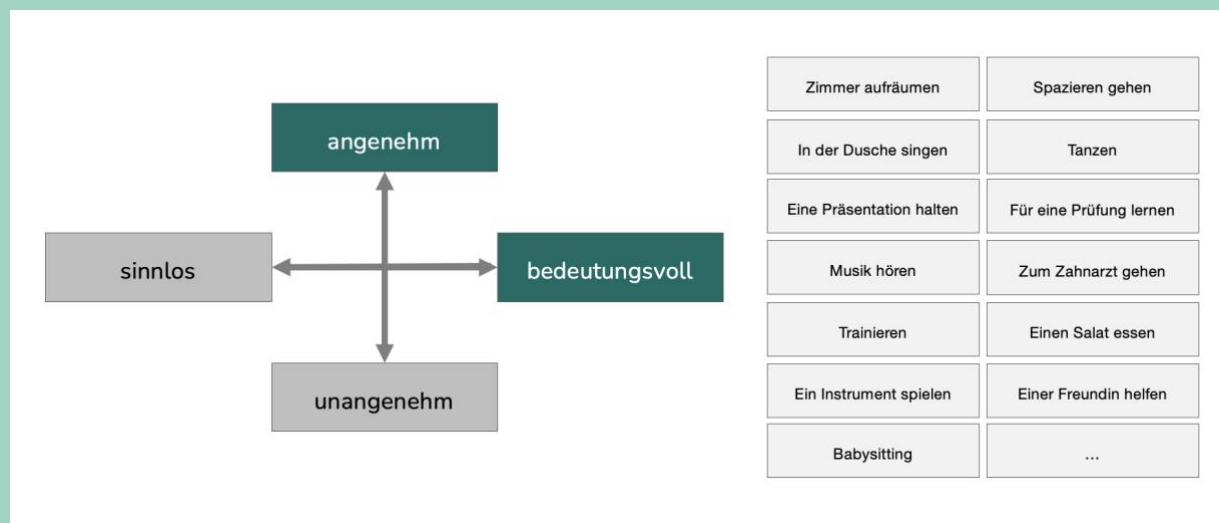 angenehm
sinnlos
bedeutungsvoll
unangenehm
Zimmer aufräumen
Spazieren gehen
In der Dusche singen
Tanzen
Eine Präsentation halten
Für eine Prüfung lernen
Musik hören
Zum Zahnarzt gehen
Trainieren
Einen Salat essen
Ein Instrument spielen
Einer Freundin helfen
Babysitting
...